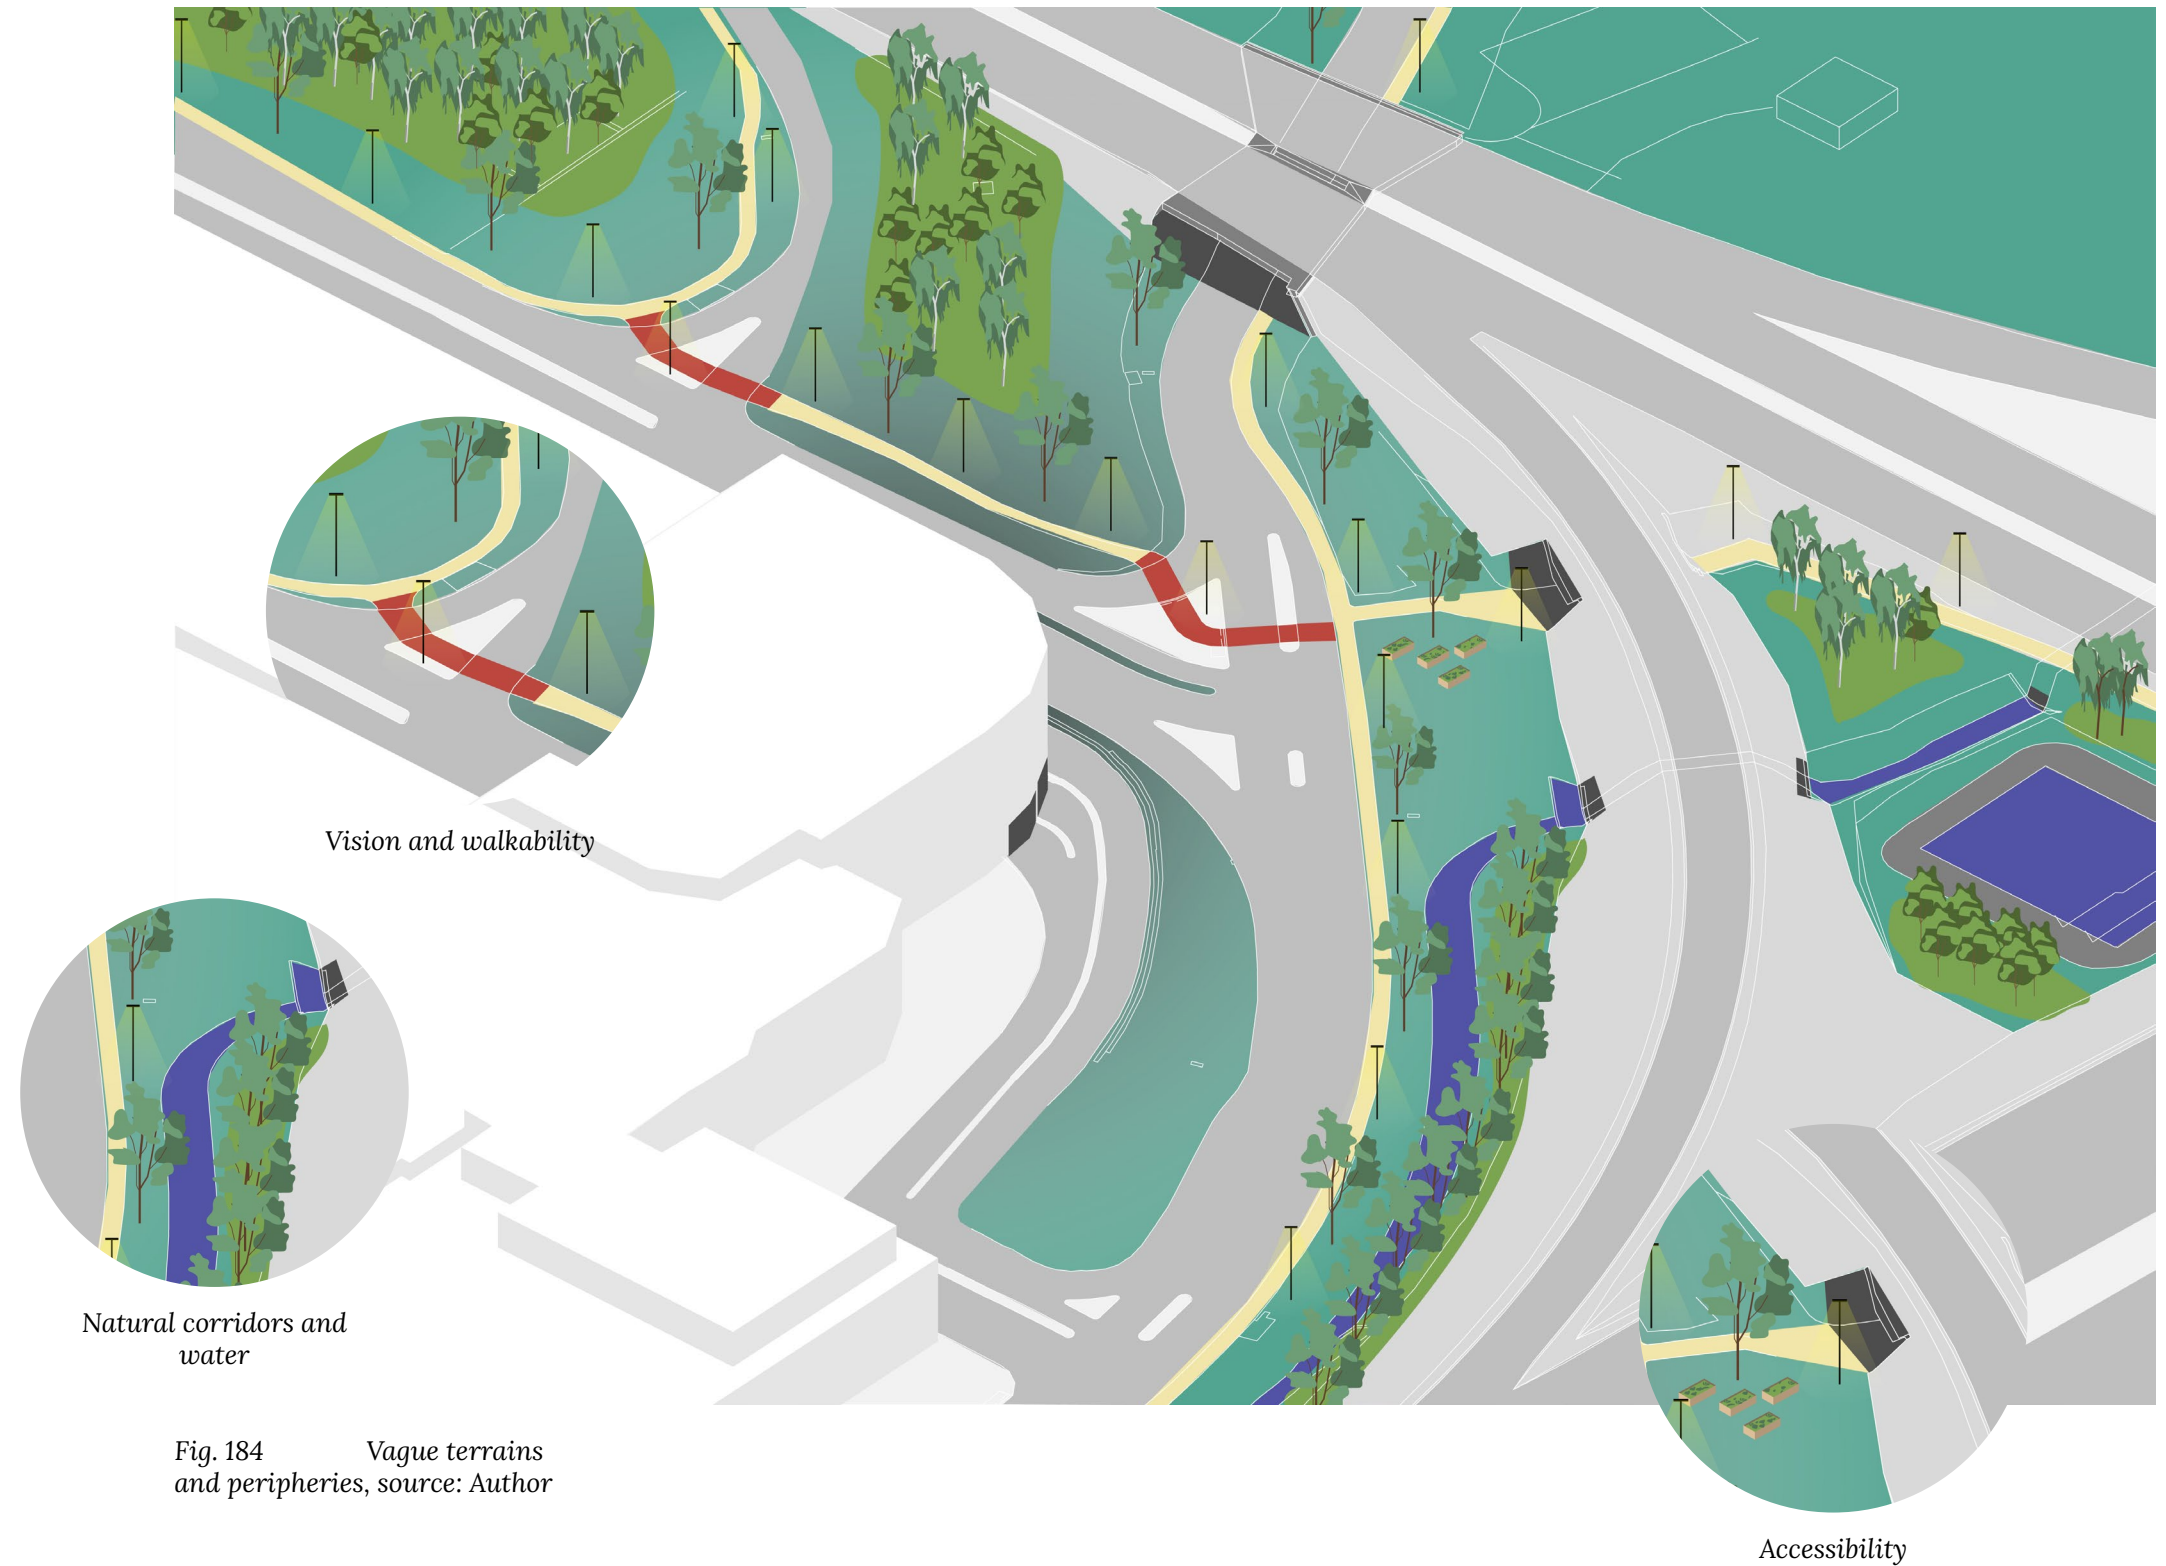 Vision and walkability
Natural corridors and
water
Fig. 184 Vague terrains
and peripheries, source: Author
Accessibility